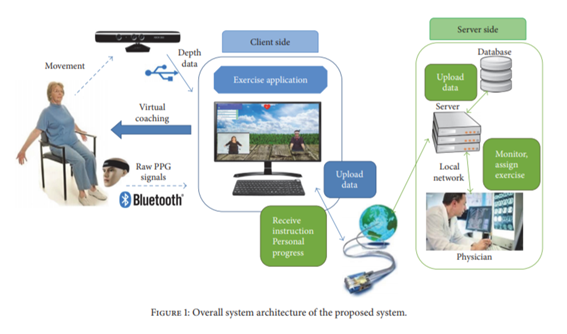 Movement
Depth
data
Client side
Exercise application
Virtual
coaching
Raw PPG
signals
Bluetooth®
Upload
data
Receive
instruction
Personal
progress
Server side
Database
Upload
data
Server
Local
network
Monitor,
assign
exercise
Physician
FIGURE 1: Overall system architecture of the proposed system.